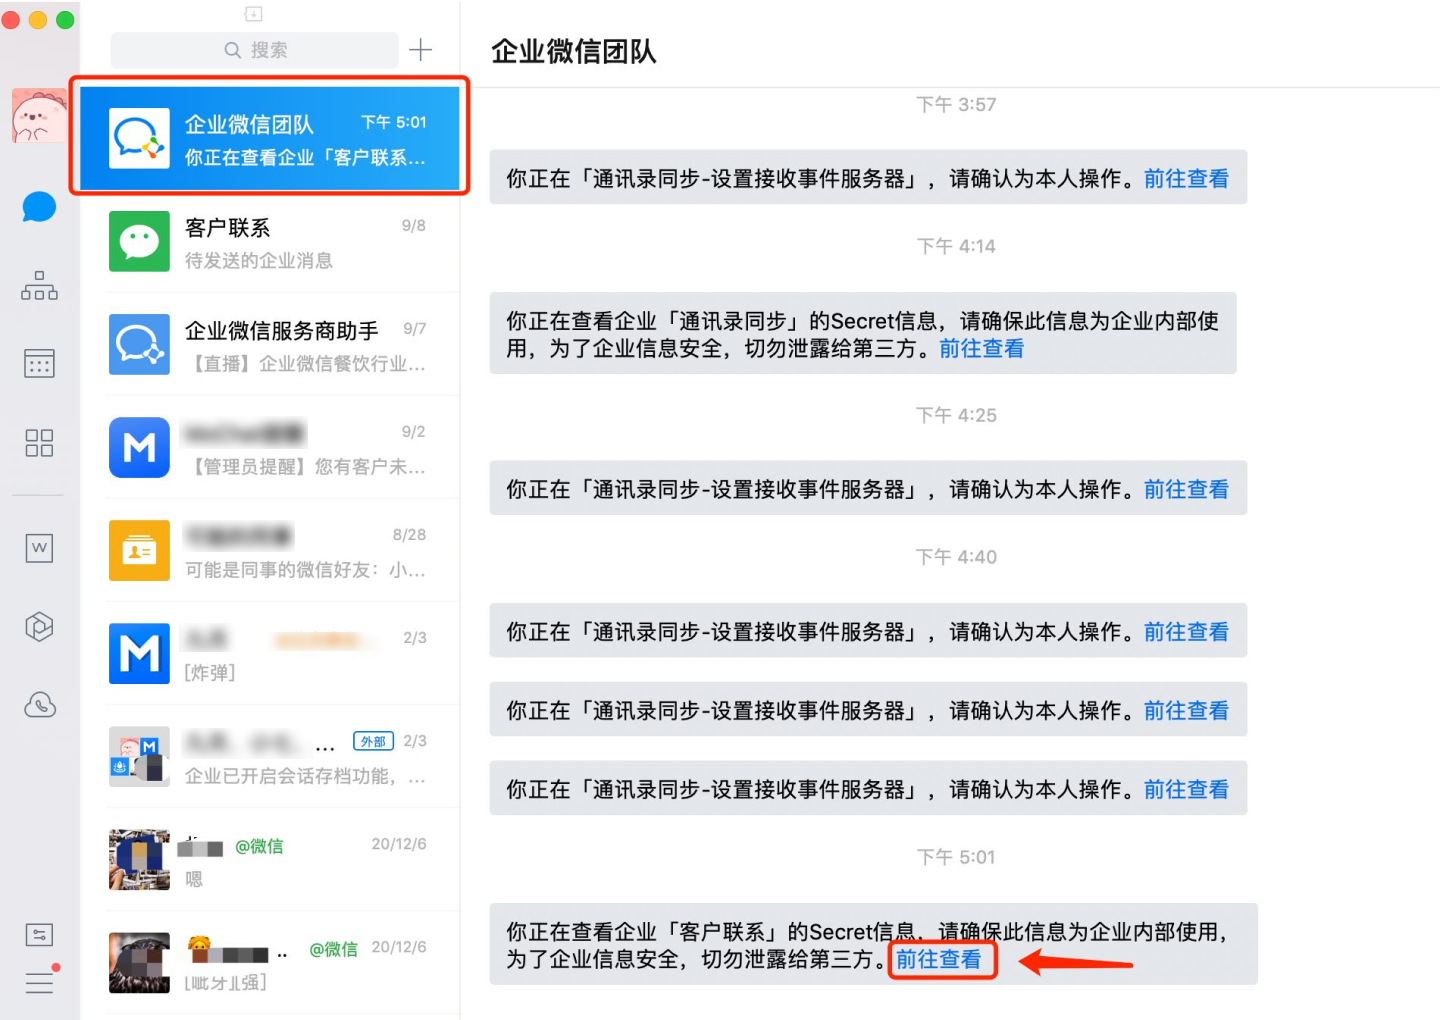 搜索
企业微信团队
下午 5:01
你正在查看企业「客户联系...
客户联系
9/8
待发送的企业消息
企业微信服务商助手
9/7
【直播】企业微信餐饮行业...
9/2
【管理员提醒】您有客户未...
8/28
可能是同事的微信好友：小...
2/3
[炸弹]
...
外部
2/3
企业已开启会话存档功能，...
@微信
20/12/6
嗯
..
@微信
20/12/6
[呲牙][强]
企业微信团队
下午 3:57
你正在「通讯录同步-设置接收事件服务器」，请确认为本人操作。前往查看
下午 4:14
你正在查看企业「通讯录同步」的Secret信息，请确保此信息为企业内部使
用，为了企业信息安全，切勿泄露给第三方。前往查看
下午 4:25
你正在「通讯录同步-设置接收事件服务器」，请确认为本人操作。前往查看
下午 4:40
你正在「通讯录同步-设置接收事件服务器」，请确认为本人操作。前往查看
你正在「通讯录同步-设置接收事件服务器」，请确认为本人操作。前往查看
你正在「通讯录同步-设置接收事件服务器」，请确认为本人操作。前往查看
下午 5:01
你正在查看企业「客户联系」的Secret信息，请确保此信息为企业内部使用，
为了企业信息安全，切勿泄露给第三方。前往查看